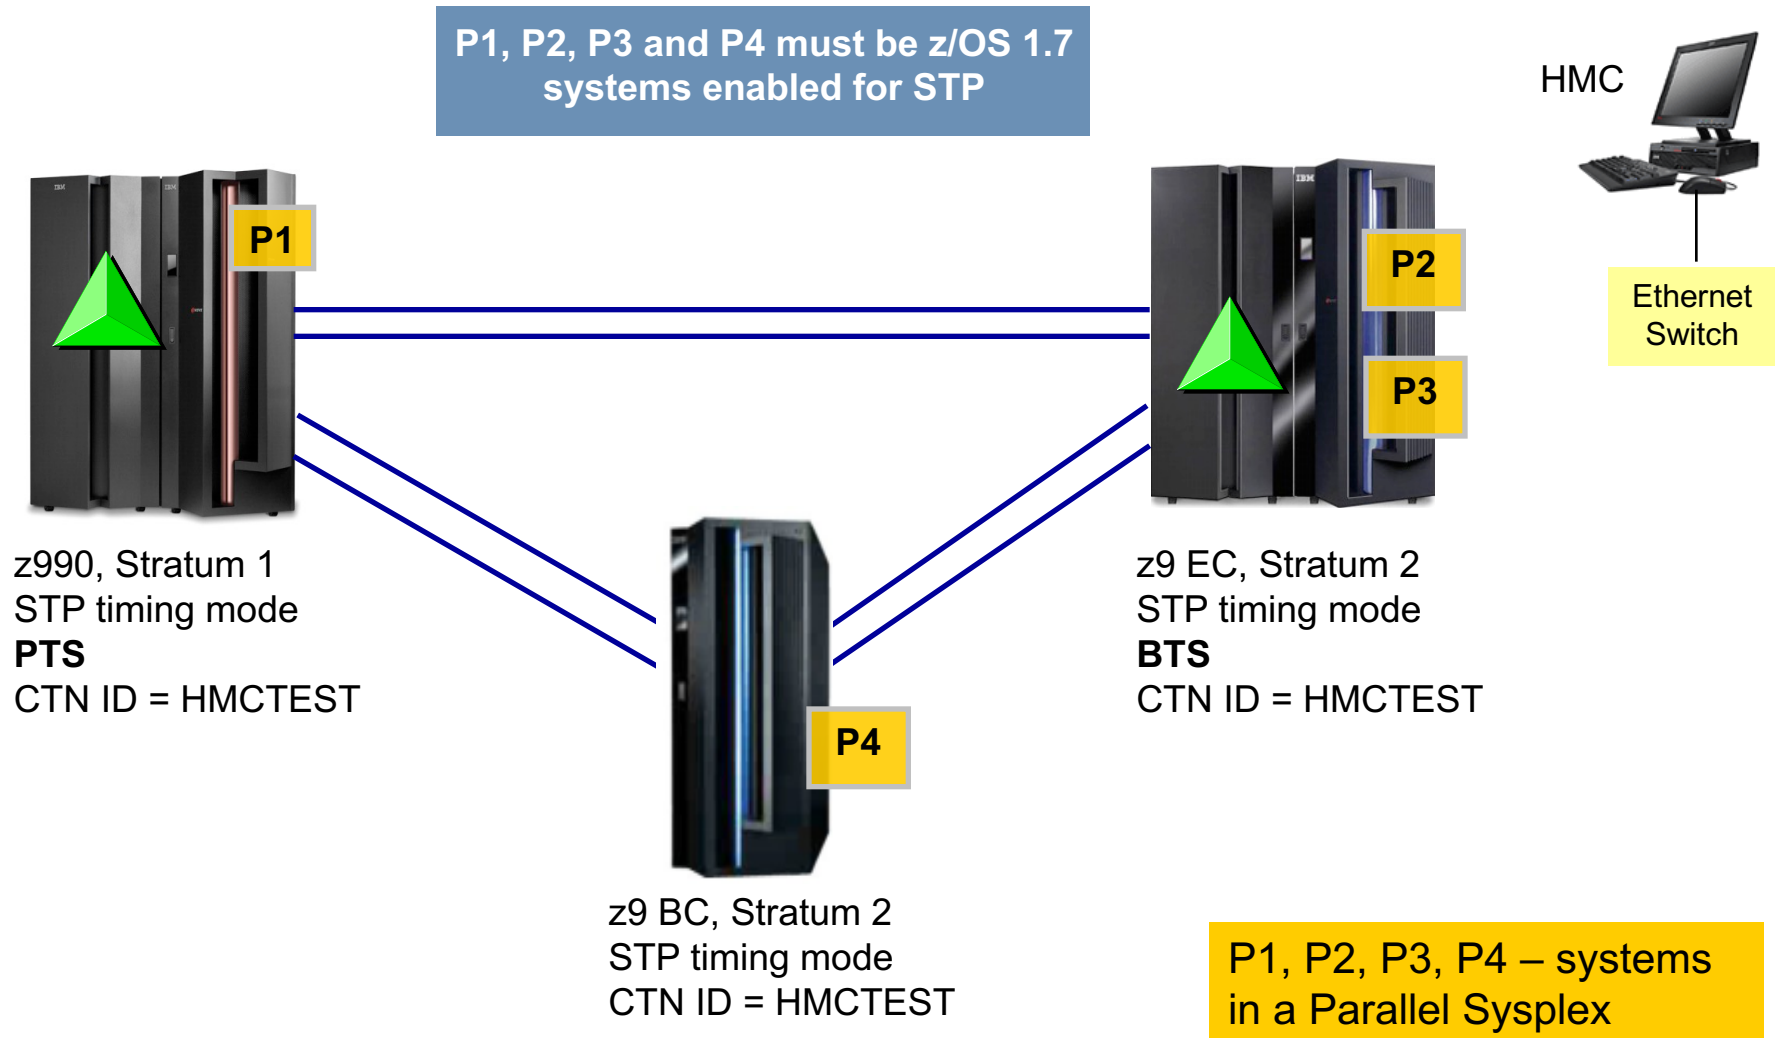 P1, P2, P3 and P4 must be z/OS 1.7
systems enabled for STP
HMC
IBM
IBM
IBM
P1
P2
P3
Ethernet
Switch
z990, Stratum 1
STP timing mode
PTS
CTN ID = HMCTEST
z9 EC, Stratum 2
STP timing mode
BTS
CTN ID = HMCTEST
P4
z9 BC, Stratum 2
STP timing mode
CTN ID = HMCTEST
P1, P2, P3, P4 – systems
in a Parallel Sysplex